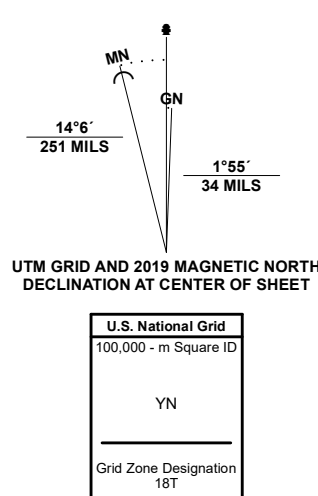 MN
GN
14°6´
251 MILS
1°55´
34 MILS
UTM GRID AND 2019 MAGNETIC NORTH
DECLINATION AT CENTER OF SHEET
U.S. National Grid
100,000 - m Square ID
YN
Grid Zone Designation
18T